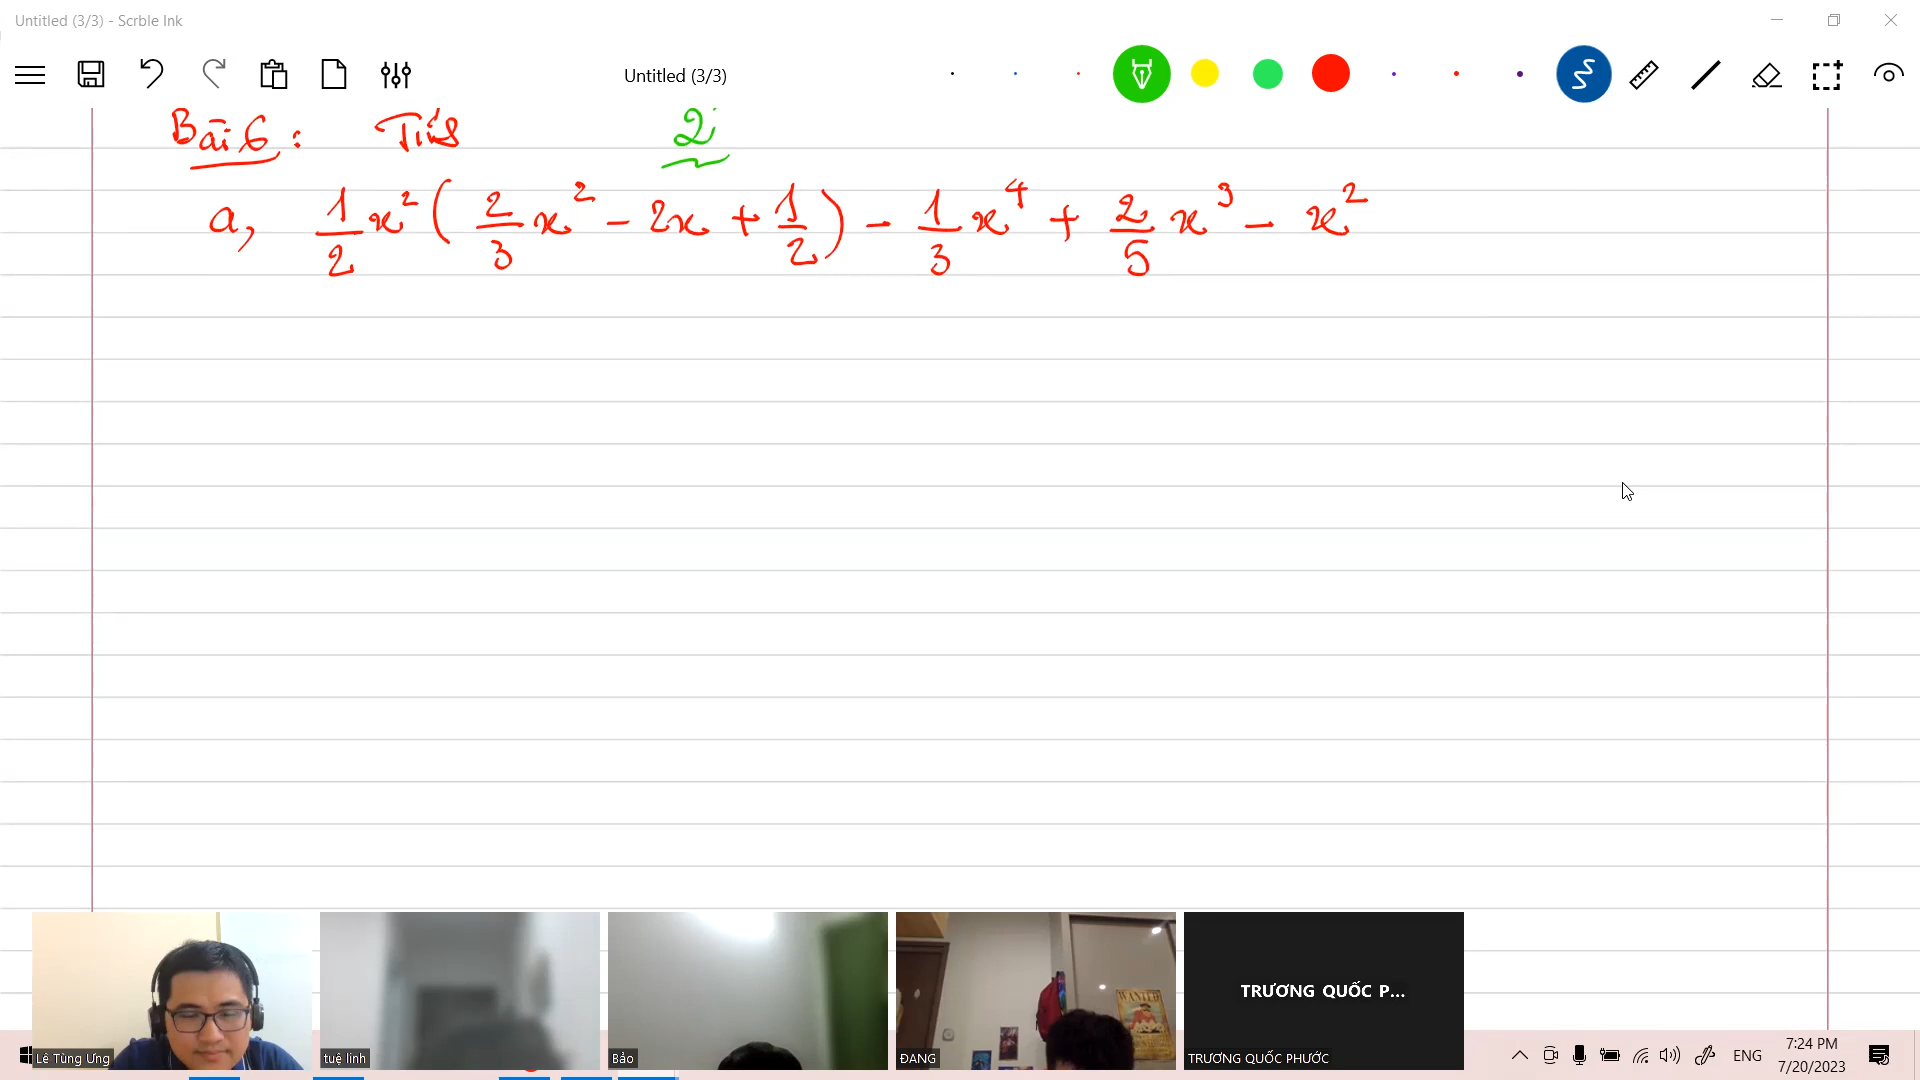 Untitled (3/3) - Scrble Ink
Untitled (3/3)
Bài 6 : Tính 2
a, 1/2 x² ( 2/3 x² - 2x + 1/2 ) - 1/3 x⁴ + 2/5 x³ - x²
WANTED
TRƯƠNG QUỐC P...
Lê Tùng Ưng
tuệ linh
Bảo
ĐANG
TRƯƠNG QUỐC PHƯỚC
ENG
7:24 PM
7/20/2023